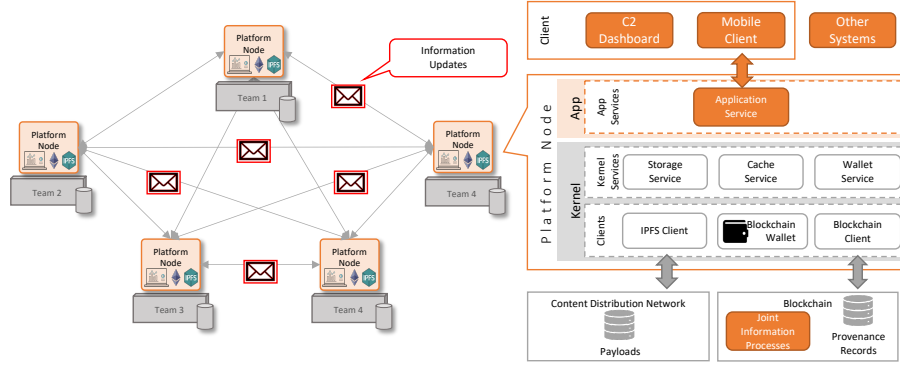 Platform
Node
IPFS
Team 1
Information
Updates
Platform
Node
IPFS
Team 2
Platform
Node
IPFS
Team 4
Platform
Node
IPFS
Team 3
Platform
Node
IPFS
Team 4
Client
C2
Dashboard
Mobile
Client
Other
Systems
Platform Node
App
App
Services
Application
Service
Kernel
Kernel
Services
Storage
Service
Cache
Service
Wallet
Service
Clients
IPFS Client
Blockchain
Wallet
Blockchain
Client
Content Distribution Network
Payloads
Blockchain
Joint
Information
Processes
Provenance
Records